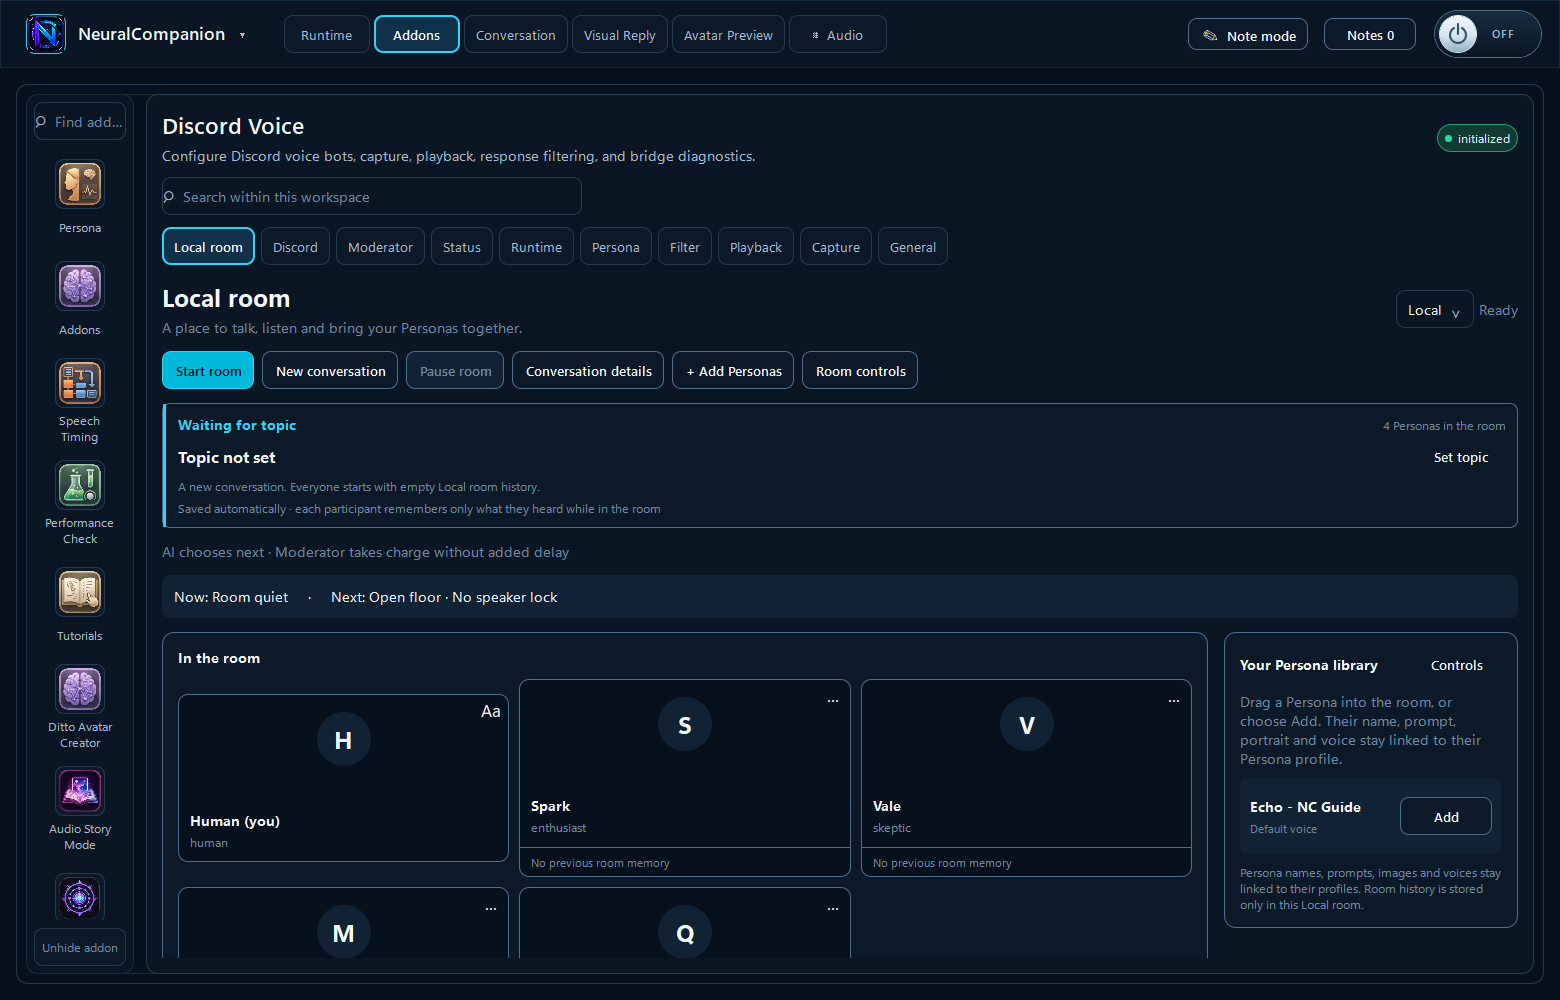 NeuralCompanion
Runtime
Addons
Conversation
Visual Reply
Avatar Preview
Audio
Note mode
Notes 0
OFF
Find add...
Persona
Addons
Speech
Timing
Performance
Check
Tutorials
Ditto Avatar
Creator
Audio Story
Mode
Unhide addon
Discord Voice
Configure Discord voice bots, capture, playback, response filtering, and bridge diagnostics.
initialized
Search within this workspace
Local room
Discord
Moderator
Status
Runtime
Persona
Filter
Playback
Capture
General
Local room
A place to talk, listen and bring your Personas together.
Local
Ready
Start room
New conversation
Pause room
Conversation details
+ Add Personas
Room controls
Waiting for topic
4 Personas in the room
Topic not set
Set topic
A new conversation. Everyone starts with empty Local room history.
Saved automatically · each participant remembers only what they heard while in the room
AI chooses next · Moderator takes charge without added delay
Now: Room quiet · Next: Open floor · No speaker lock
In the room
Aa
H
Human (you)
human
...
S
Spark
enthusiast
No previous room memory
...
V
Vale
skeptic
No previous room memory
...
M
...
Q
Your Persona library
Controls
Drag a Persona into the room, or
choose Add. Their name, prompt,
portrait and voice stay linked to their
Persona profile.
Echo - NC Guide
Default voice
Add
Persona names, prompts, images and voices stay
linked to their profiles. Room history is stored
only in this Local room.